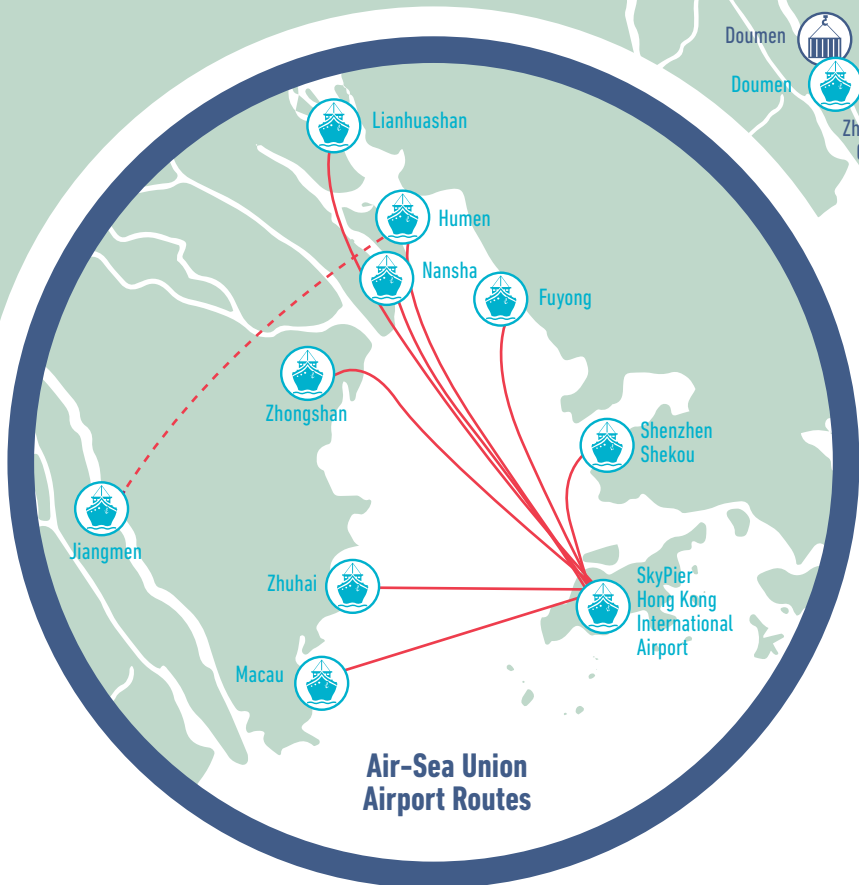 Doumen
Doumen
Lianhuashan
Humen
Nansha
Fuyong
Zhongshan
Shenzhen
Shekou
Jiangmen
Zhuhai
SkyPier
Hong Kong
International
Airport
Macau
Air-Sea Union
Airport Routes